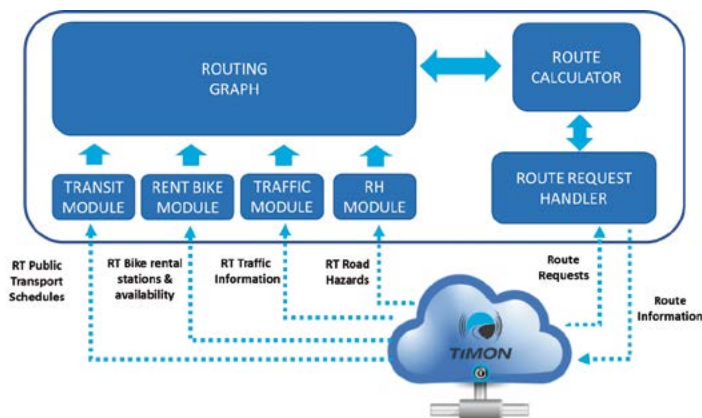 ROUTING
GRAPH
ROUTE
CALCULATOR
TRANSIT
MODULE
RENT BIKE
MODULE
TRAFFIC
MODULE
RH
MODULE
ROUTE REQUEST
HANDLER
RT Public
Transport
Schedules
RT Bike rental
stations &
availability
RT Traffic
Information
RT Road
Hazards
Route
Requests
Route
Information
TiMON